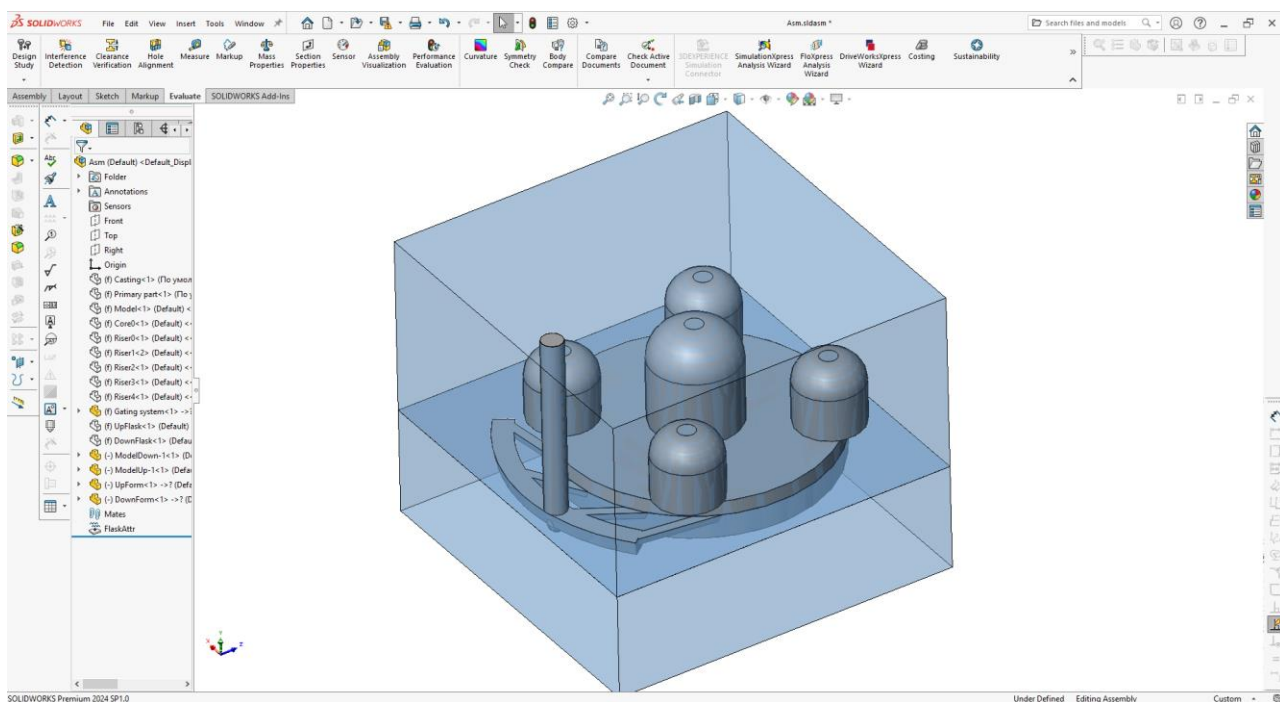 SOLIDWORKS File Edit View Insert Tools Window Asm.sldasm * Search files and models
Design Study
Interference Detection
Clearance Verification
Hole Alignment
Measure
Markup
Mass Properties
Section Properties
Sensor
Assembly Visualization
Performance Evaluation
Curvature
Symmetry Check
Body Compare
Compare Documents
Check Active Document
3DEXPERIENCE Simulation Connector
SimulationXpress Analysis Wizard
FloXpress Analysis Wizard
DriveWorksXpress Wizard
Costing
Sustainability
Assembly Layout Sketch Markup Evaluate SOLIDWORKS Add-Ins
Asm (Default) <Default_Displ
Folder
Annotations
Sensors
Front
Top
Right
Origin
(f) Casting<1> (По умол
(f) Primary part<1> (По у
(f) Model<1> (Default) <
(f) Core0<1> (Default) <
(f) Riser0<1> (Default) <
(f) Riser1<2> (Default) <
(f) Riser2<1> (Default) <
(f) Riser3<1> (Default) <
(f) Riser4<1> (Default) <
(f) Gating system<1> ->
(f) UpFlask<1> (Default)
(f) DownFlask<1> (Defau
(-) ModelDown-1<1> (D
(-) ModelUp-1<1> (Defa
(-) UpForm<1> ->? (Defa
(-) DownForm<1> ->? (D
Mates
FlaskAttr
SOLIDWORKS Premium 2024 SP1.0 Under Defined Editing Assembly Custom